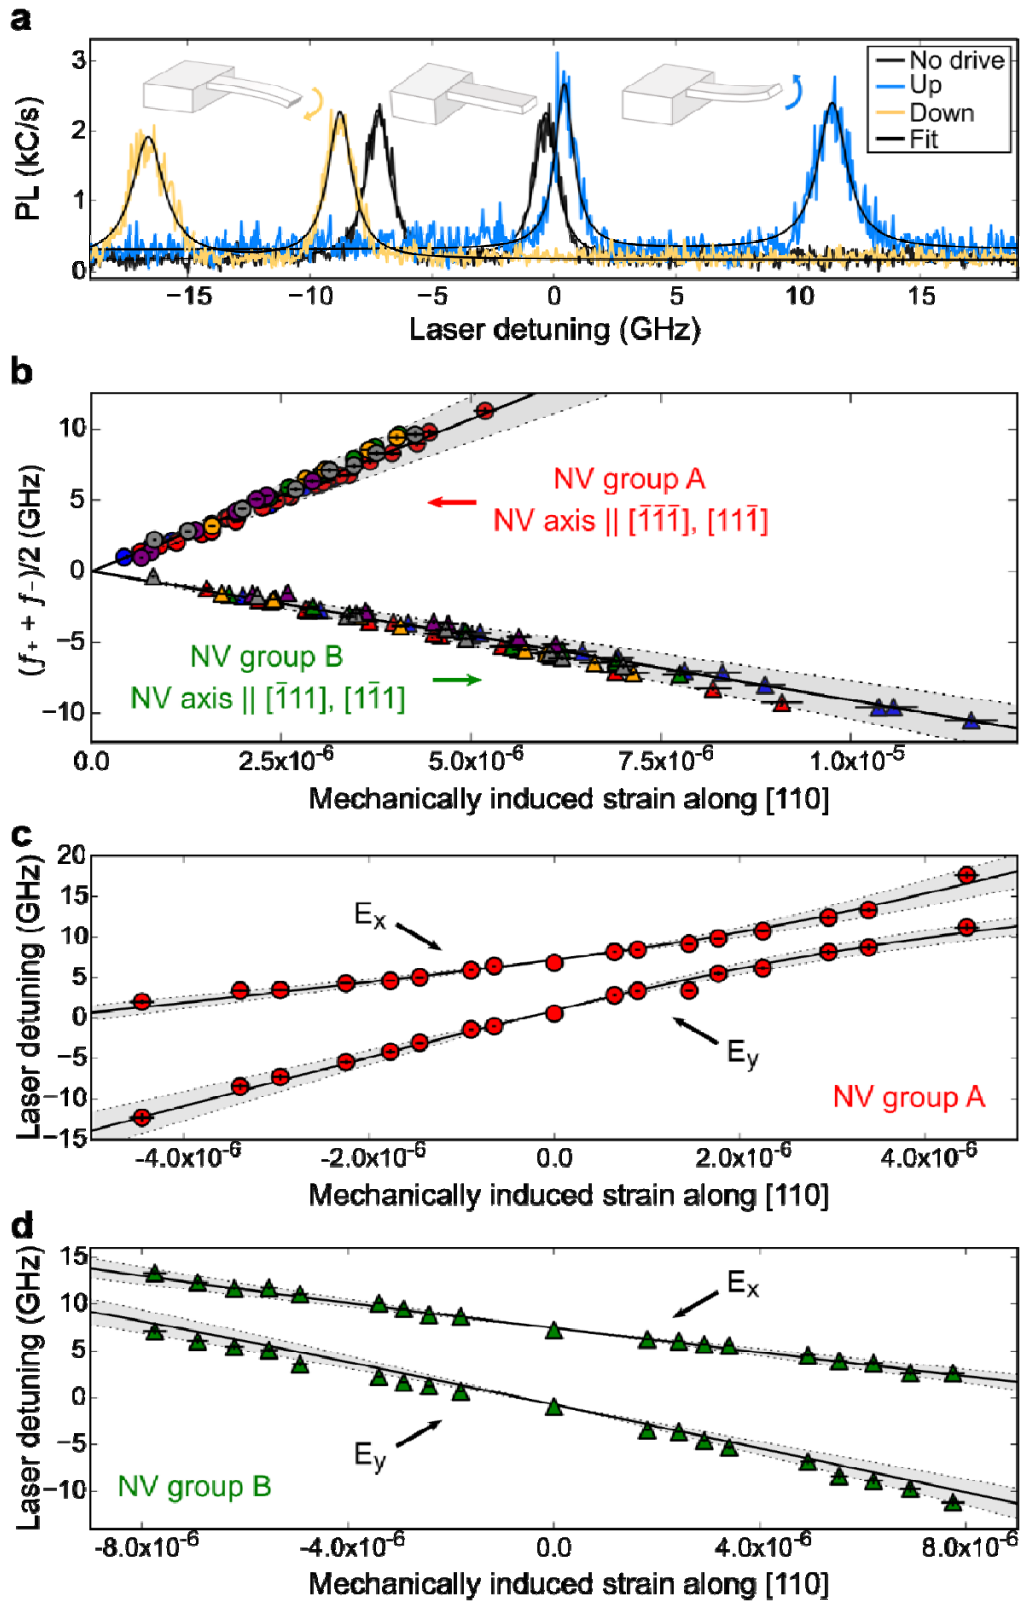 a
3
2
1
0
PL (kC/s)
No drive
Up
Down
Fit
−15 −10 −5 0 5 10 15
Laser detuning (GHz)
b
10
5
0
−5
−10
(f₊ + f₋)/2 (GHz)
NV group A
NV axis || [1̄1̄1̄], [111̄]
NV group B
NV axis || [1̄11], [11̄1]
0.0 2.5x10⁻⁶ 5.0x10⁻⁶ 7.5x10⁻⁶ 1.0x10⁻⁵
Mechanically induced strain along [110]
c
20
15
10
5
0
−5
−10
−15
Laser detuning (GHz)
Eₓ
E_y
NV group A
-4.0x10⁻⁶ -2.0x10⁻⁶ 0.0 2.0x10⁻⁶ 4.0x10⁻⁶
Mechanically induced strain along [110]
d
15
10
5
0
−5
−10
Laser detuning (GHz)
Eₓ
E_y
NV group B
-8.0x10⁻⁶ -4.0x10⁻⁶ 0.0 4.0x10⁻⁶ 8.0x10⁻⁶
Mechanically induced strain along [110]